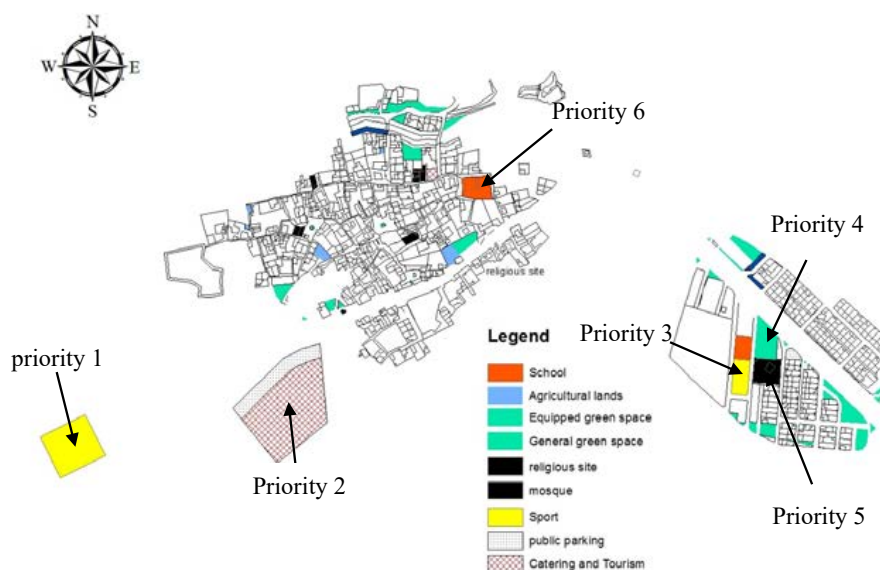 N
W E
S
Priority 6
Priority 4
religious site
Priority 3
priority 1
Legend
School
Agricultural lands
Equipped green space
General green space
religious site
mosque
Sport
public parking
Catering and Tourism
Priority 2
Priority 5